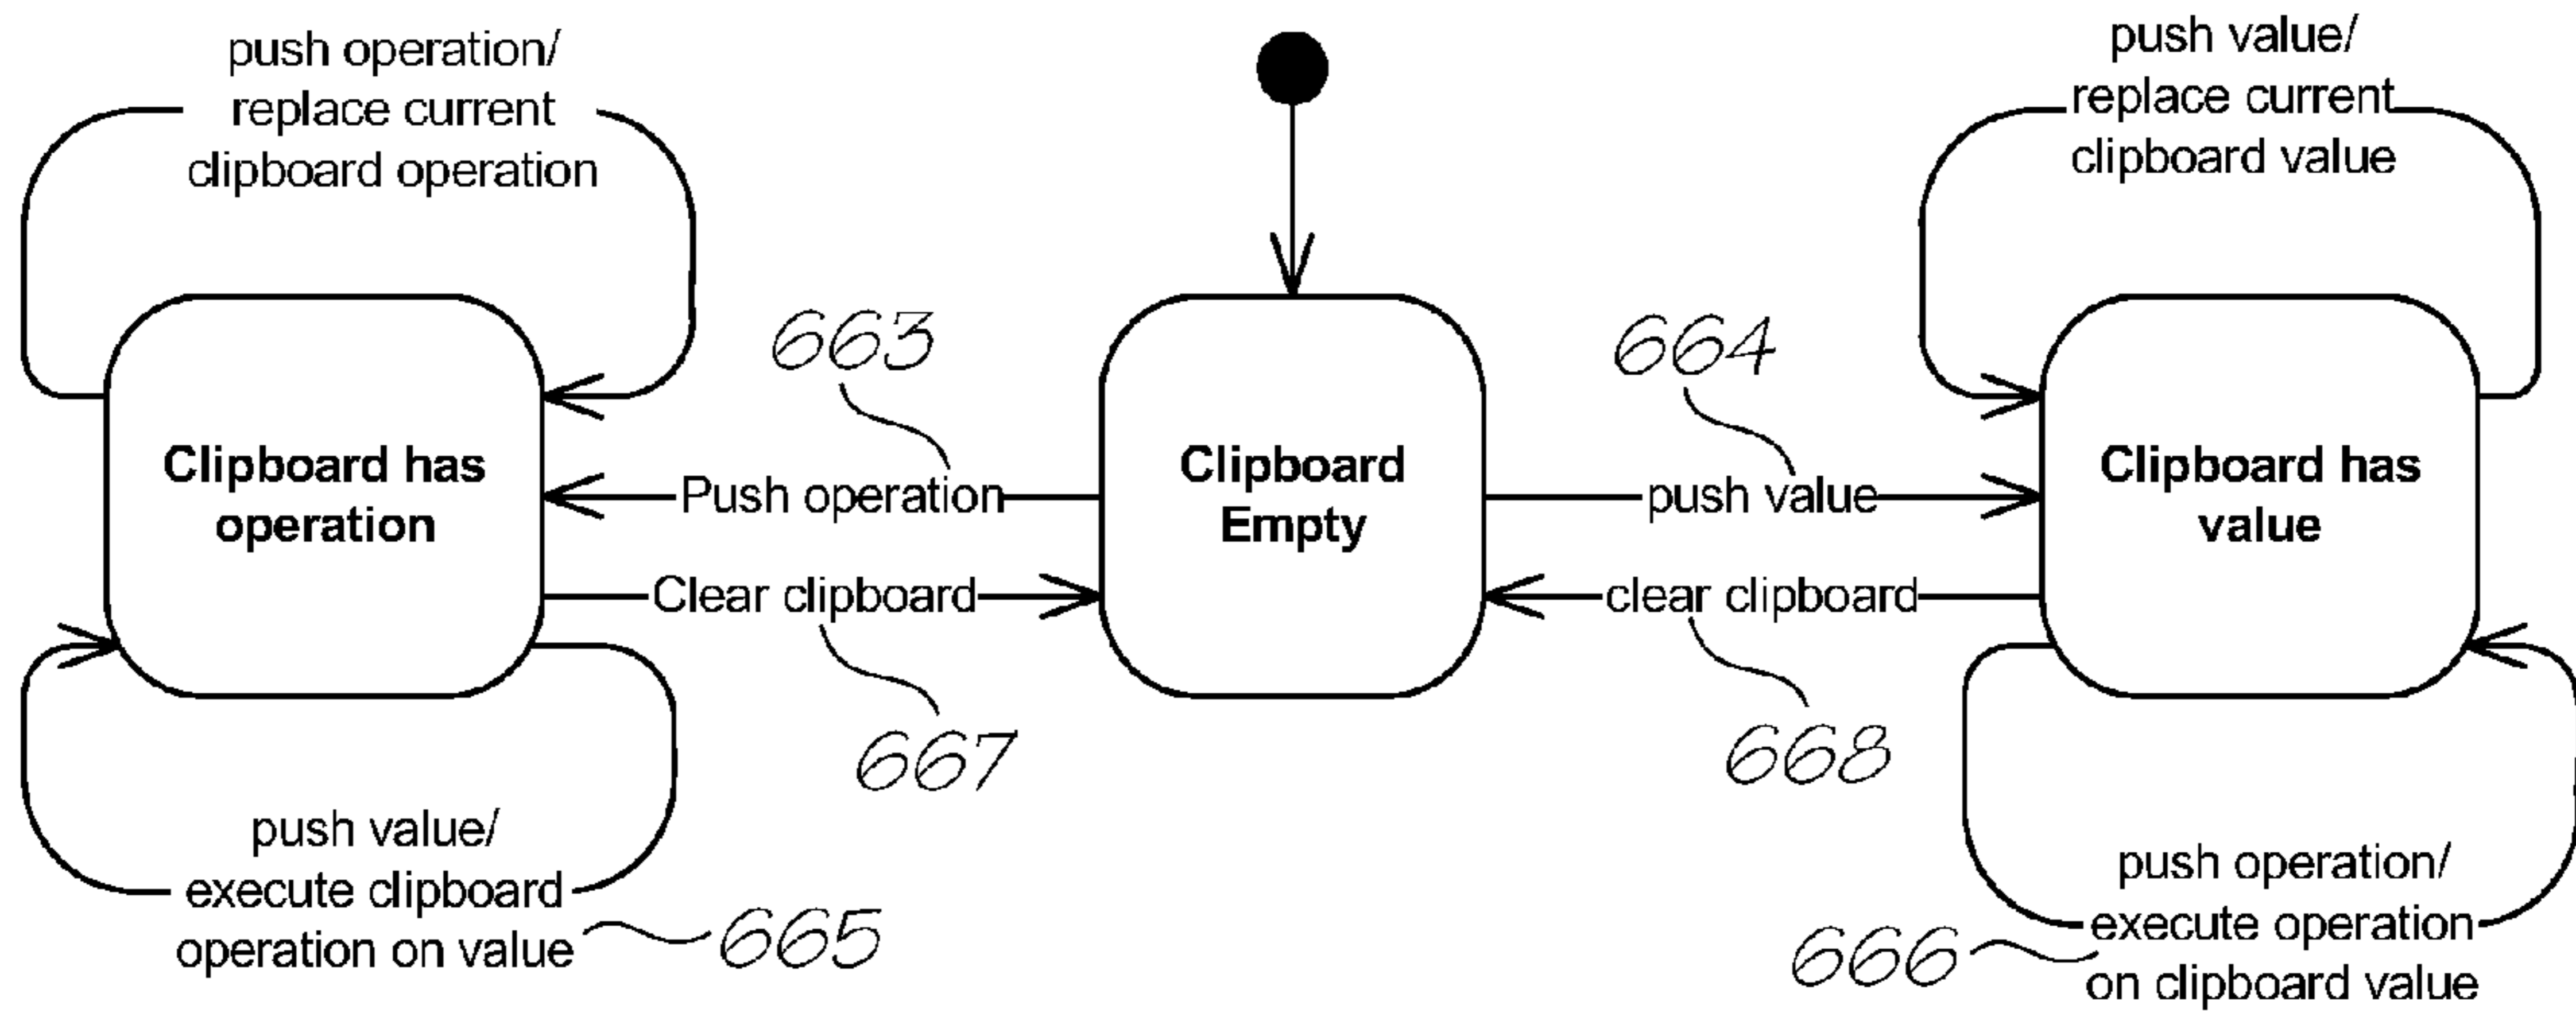 push operation/
replace current
clipboard operation
push value/
replace current
clipboard value
663
664
Clipboard has
operation
Push operation
Clipboard
Empty
push value
Clipboard has
value
Clear clipboard
clear clipboard
667
668
push value/
execute clipboard
operation on value
665
push operation/
execute operation
on clipboard value
666